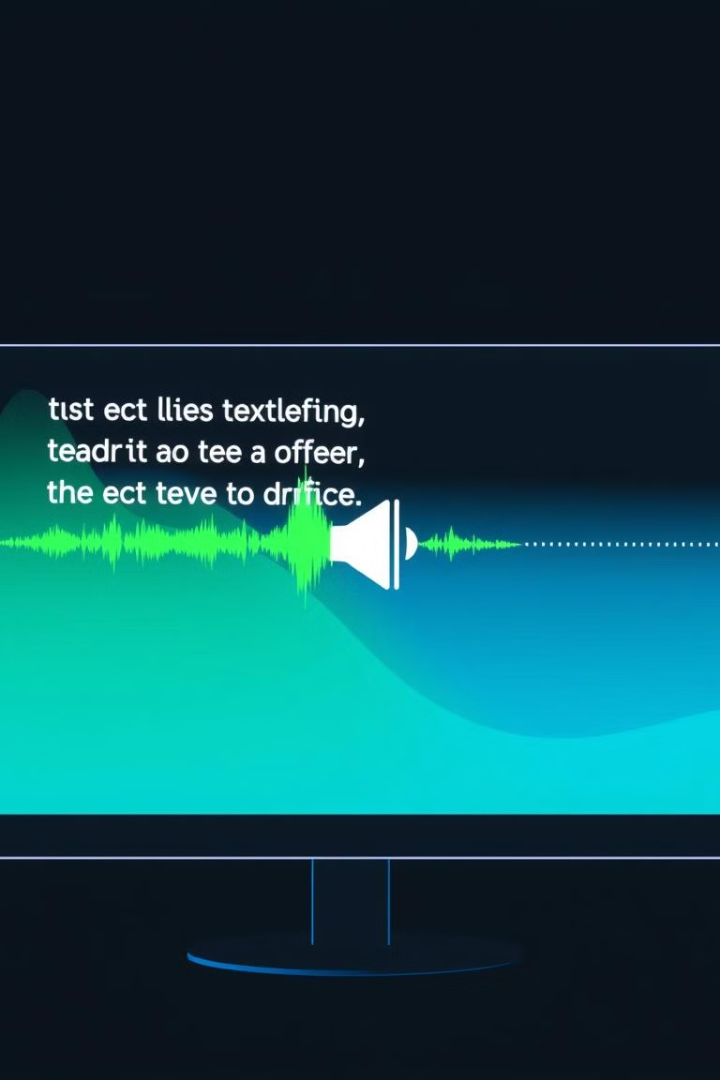 tıst ect llies textlefing,
teadrit ao tee a offeer,
the ect teve to drıfice.